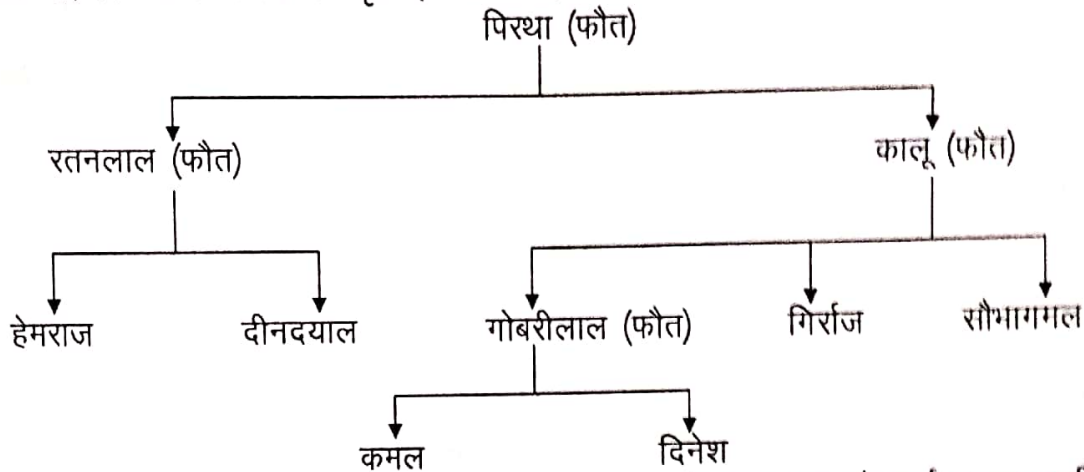 पिरथा (फौत)
रतनलाल (फौत)
कालू (फौत)
हेमराज
दीनदयाल
गोबरीलाल (फौत)
गिर्राज
सौभागमल
कमल
दिनेश